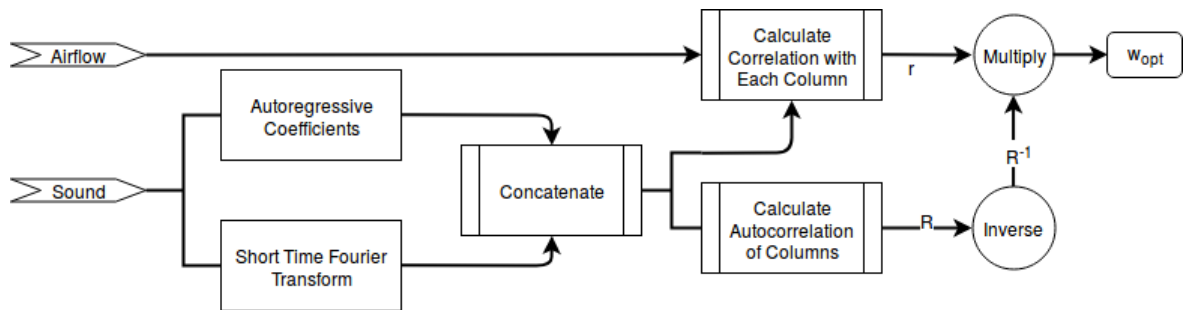 Airflow
Calculate
Correlation with
Each Column
r
Multiply
w_opt
Autoregressive
Coefficients
Sound
Concatenate
R^-1
Short Time Fourier
Transform
Calculate
Autocorrelation
of Columns
R
Inverse